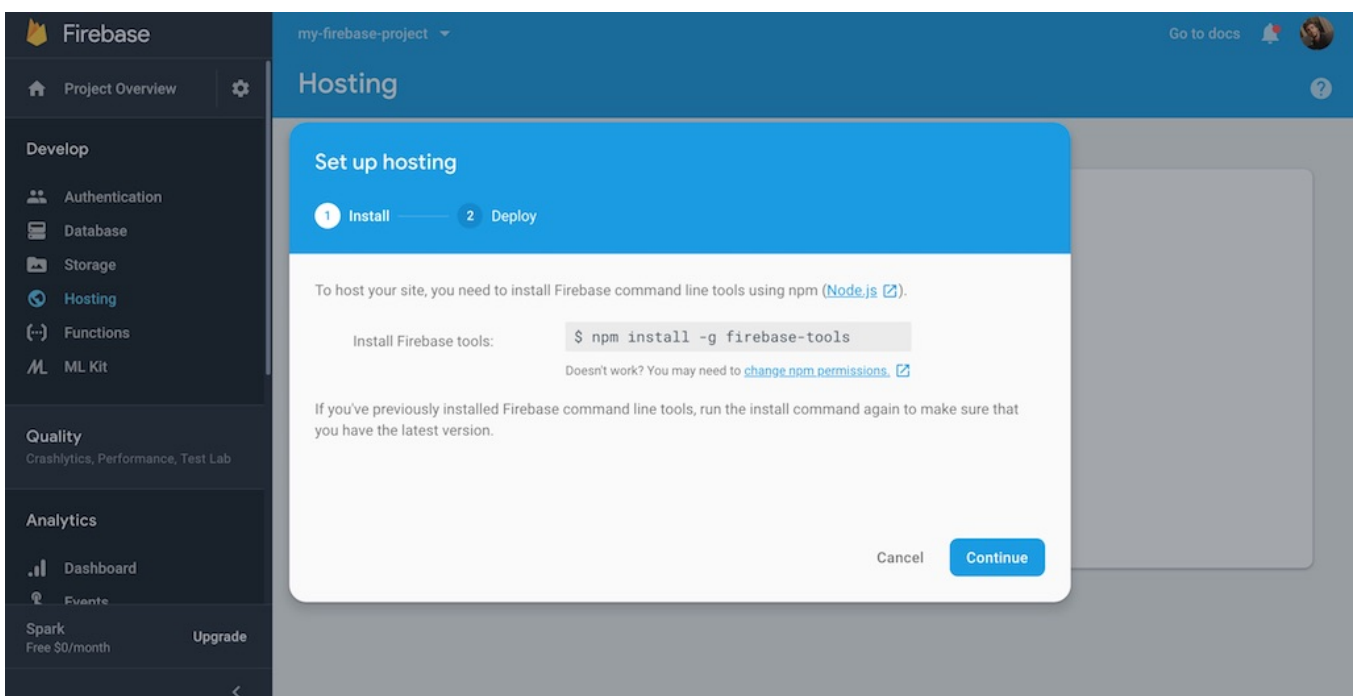 Firebase
my-firebase-project
Go to docs
Project Overview
Hosting
Develop
Authentication
Database
Storage
Hosting
Functions
ML Kit
Quality
Crashlytics, Performance, Test Lab
Analytics
Dashboard
Events
Spark
Free $0/month
Upgrade
Set up hosting
1 Install
2 Deploy
To host your site, you need to install Firebase command line tools using npm (Node.js).
Install Firebase tools:
$ npm install -g firebase-tools
Doesn't work? You may need to change npm permissions.
If you've previously installed Firebase command line tools, run the install command again to make sure that
you have the latest version.
Cancel
Continue